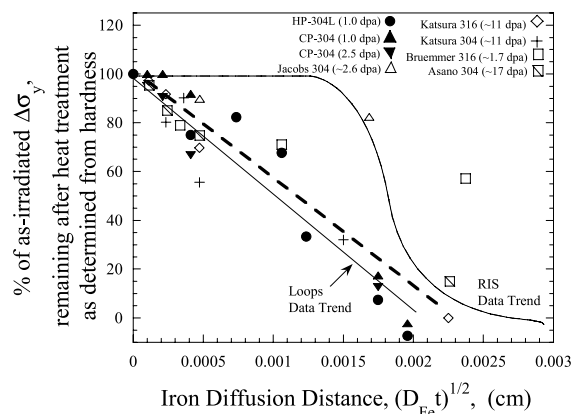 HP-304L (1.0 dpa)
CP-304 (1.0 dpa)
CP-304 (2.5 dpa)
Jacobs 304 (~2.6 dpa)
Katsura 316 (~11 dpa)
Katsura 304 (~11 dpa)
Bruemmer 316 (~1.7 dpa)
Asano 304 (~17 dpa)
% of as-irradiated Δσy,
remaining after heat treatment
as determined from hardness
120
100
80
60
40
20
0
Loops
Data Trend
RIS
Data Trend
0 0.0005 0.001 0.0015 0.002 0.0025 0.003
Iron Diffusion Distance, (DFe t)1/2, (cm)